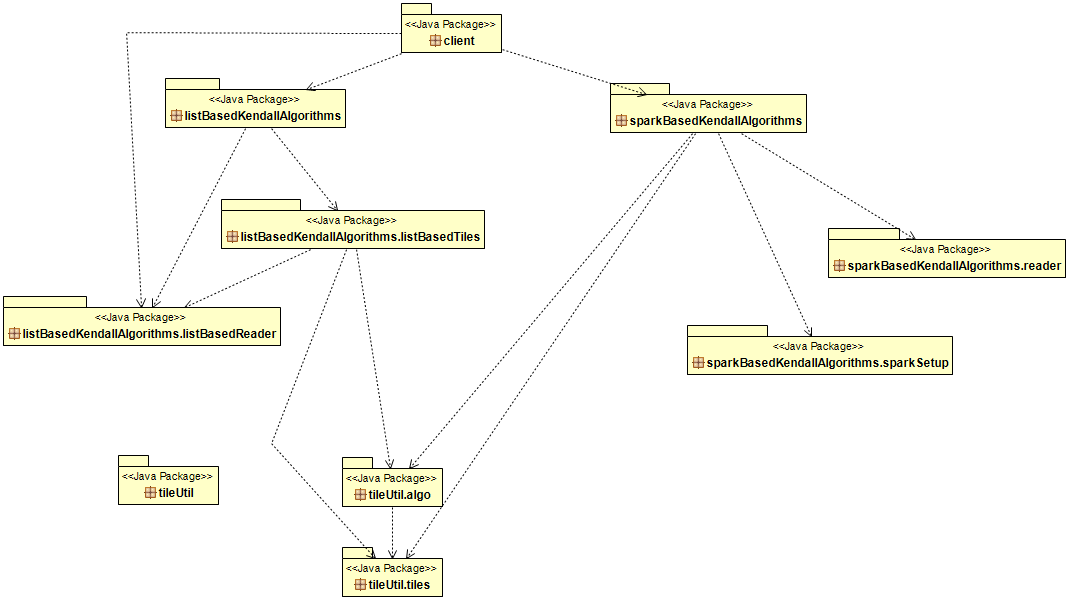 <<Java Package>>
client
<<Java Package>>
listBasedKendallAlgorithms
<<Java Package>>
sparkBasedKendallAlgorithms
<<Java Package>>
listBasedKendallAlgorithms.listBasedTiles
<<Java Package>>
sparkBasedKendallAlgorithms.reader
<<Java Package>>
listBasedKendallAlgorithms.listBasedReader
<<Java Package>>
sparkBasedKendallAlgorithms.sparkSetup
<<Java Package>>
tileUtil
<<Java Package>>
tileUtil.algo
<<Java Package>>
tileUtil.tiles